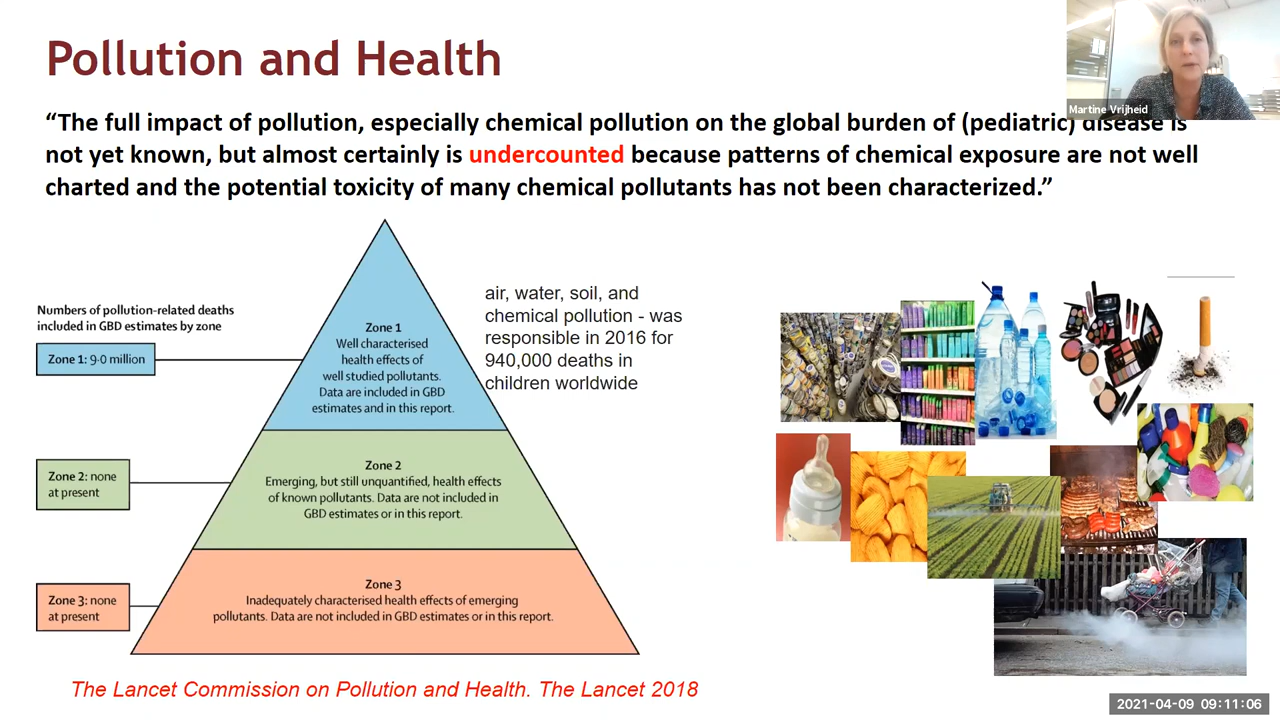 Pollution and Health
Martine Vrijheid
“The full impact of pollution, especially chemical pollution on the global burden of (pediatric) disease is
not yet known, but almost certainly is undercounted because patterns of chemical exposure are not well
charted and the potential toxicity of many chemical pollutants has not been characterized.”
Numbers of pollution-related deaths
included in GBD estimates by zone
Zone 1: 9·0 million
Zone 1
Well characterised
health effects of
well studied pollutants.
Data are included in GBD
estimates and in this report.
air, water, soil, and
chemical pollution - was
responsible in 2016 for
940,000 deaths in
children worldwide
Zone 2: none
at present
Zone 2
Emerging, but still unquantified, health effects
of known pollutants. Data are not included in
GBD estimates or in this report.
Zone 3: none
at present
Zone 3
Inadequately characterised health effects of emerging
pollutants. Data are not included in GBD estimates or in this report.
The Lancet Commission on Pollution and Health. The Lancet 2018
2021-04-09 09:11:06